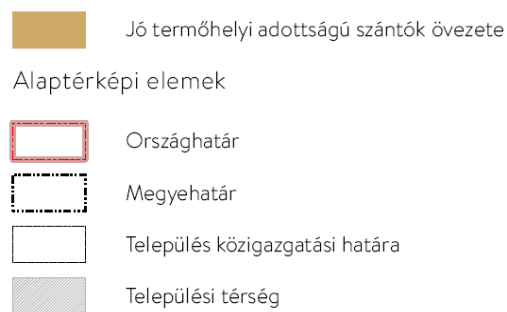 Jó termőhelyi adottságú szántók övezete
Alaptérképi elemek
Országhatár
Megyehatár
Település közigazgatási határa
Települési térség